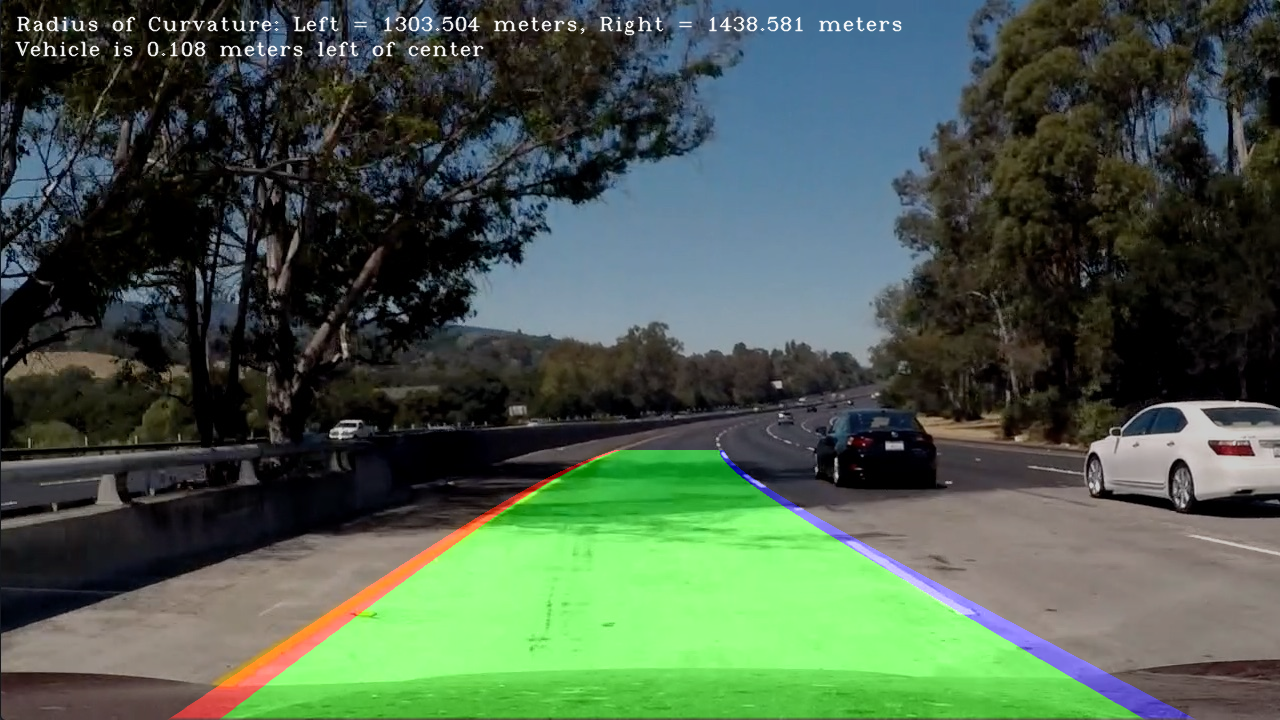 Radius of Curvature: Left = 1303.504 meters, Right = 1438.581 meters
Vehicle is 0.108 meters left of center